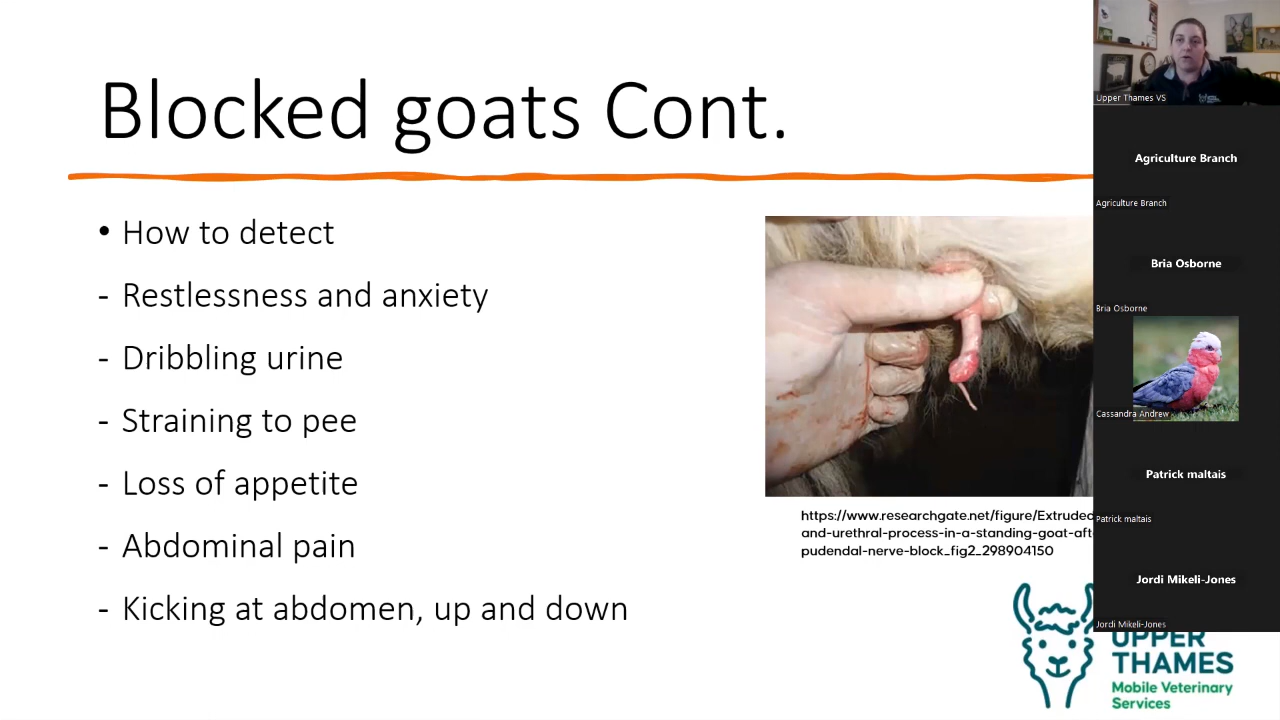 Blocked goats Cont.
• How to detect
- Restlessness and anxiety
- Dribbling urine
- Straining to pee
- Loss of appetite
- Abdominal pain
- Kicking at abdomen, up and down
https://www.researchgate.net/figure/Extruded
and-urethral-process-in-a-standing-goat-aft
pudendal-nerve-block_fig2_298904150
UPPER
THAMES
Mobile Veterinary
Services
Upper Thames VS
Agriculture Branch
Agriculture Branch
Bria Osborne
Bria Osborne
Cassandra Andrew
Patrick maltais
Patrick maltais
Jordi Mikeli-Jones
Jordi Mikeli-Jones